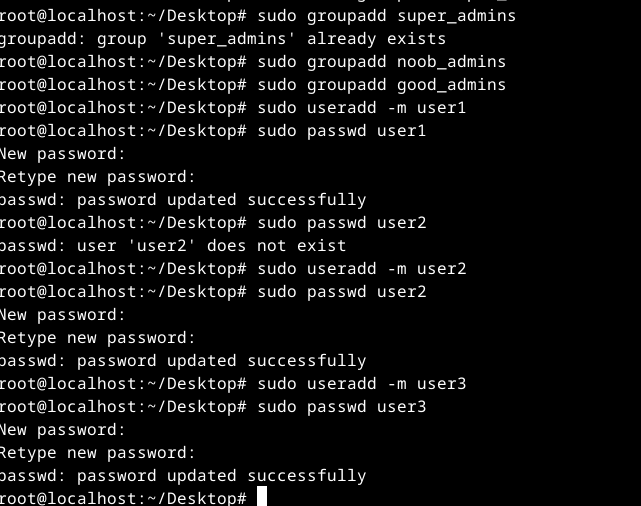 root@localhost:~/Desktop# sudo groupadd super_admins
groupadd: group 'super_admins' already exists
root@localhost:~/Desktop# sudo groupadd noob_admins
root@localhost:~/Desktop# sudo groupadd good_admins
root@localhost:~/Desktop# sudo useradd -m user1
root@localhost:~/Desktop# sudo passwd user1
New password:
Retype new password:
passwd: password updated successfully
root@localhost:~/Desktop# sudo passwd user2
passwd: user 'user2' does not exist
root@localhost:~/Desktop# sudo useradd -m user2
root@localhost:~/Desktop# sudo passwd user2
New password:
Retype new password:
passwd: password updated successfully
root@localhost:~/Desktop# sudo useradd -m user3
root@localhost:~/Desktop# sudo passwd user3
New password:
Retype new password:
passwd: password updated successfully
root@localhost:~/Desktop#